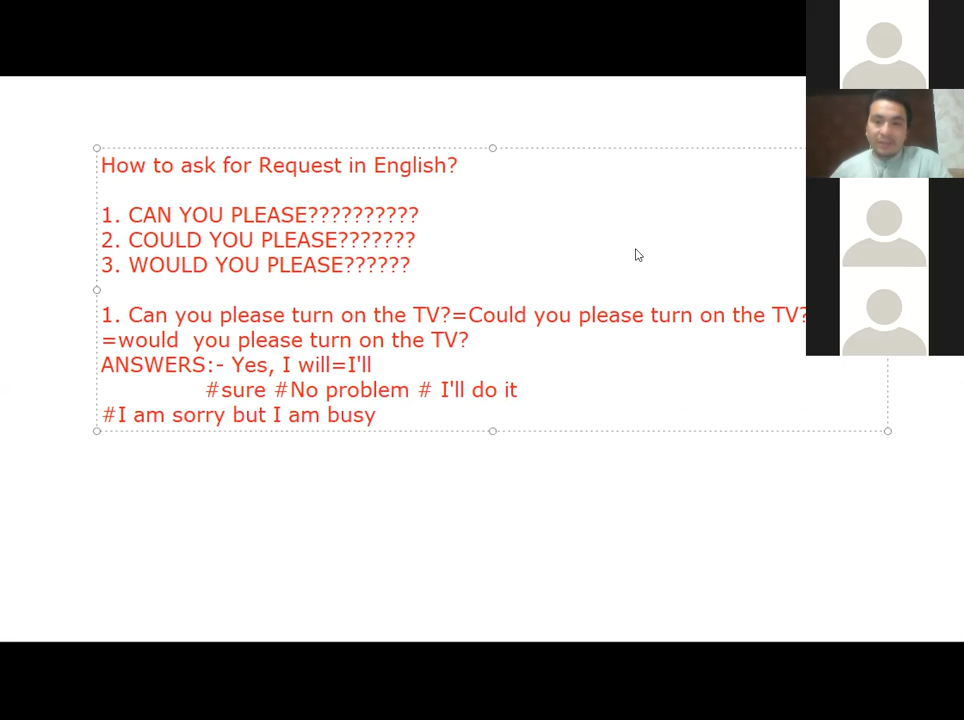 How to ask for Request in English?
1. CAN YOU PLEASE??????????
2. COULD YOU PLEASE???????
3. WOULD YOU PLEASE??????
1. Can you please turn on the TV?=Could you please turn on the TV?
=would  you please turn on the TV?
ANSWERS:- Yes, I will=I'll
#sure #No problem # I'll do it
#I am sorry but I am busy